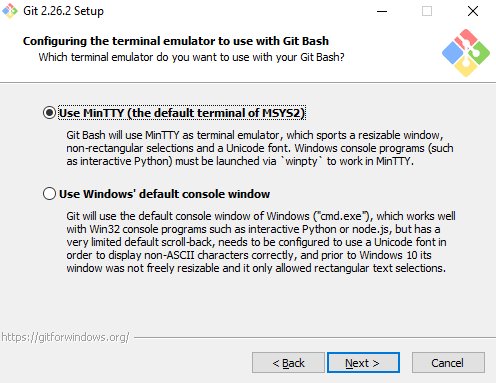 Git 2.26.2 Setup
Configuring the terminal emulator to use with Git Bash
Which terminal emulator do you want to use with your Git Bash?
Use MinTTY (the default terminal of MSYS2)
Git Bash will use MinTTY as terminal emulator, which sports a resizable window,
non-rectangular selections and a Unicode font. Windows console programs (such
as interactive Python) must be launched via `winpty` to work in MinTTY.
Use Windows' default console window
Git will use the default console window of Windows ("cmd.exe"), which works well
with Win32 console programs such as interactive Python or node.js, but has a
very limited default scroll-back, needs to be configured to use a Unicode font in
order to display non-ASCII characters correctly, and prior to Windows 10 its
window was not freely resizable and it only allowed rectangular text selections.
https://gitforwindows.org/
< Back
Next >
Cancel